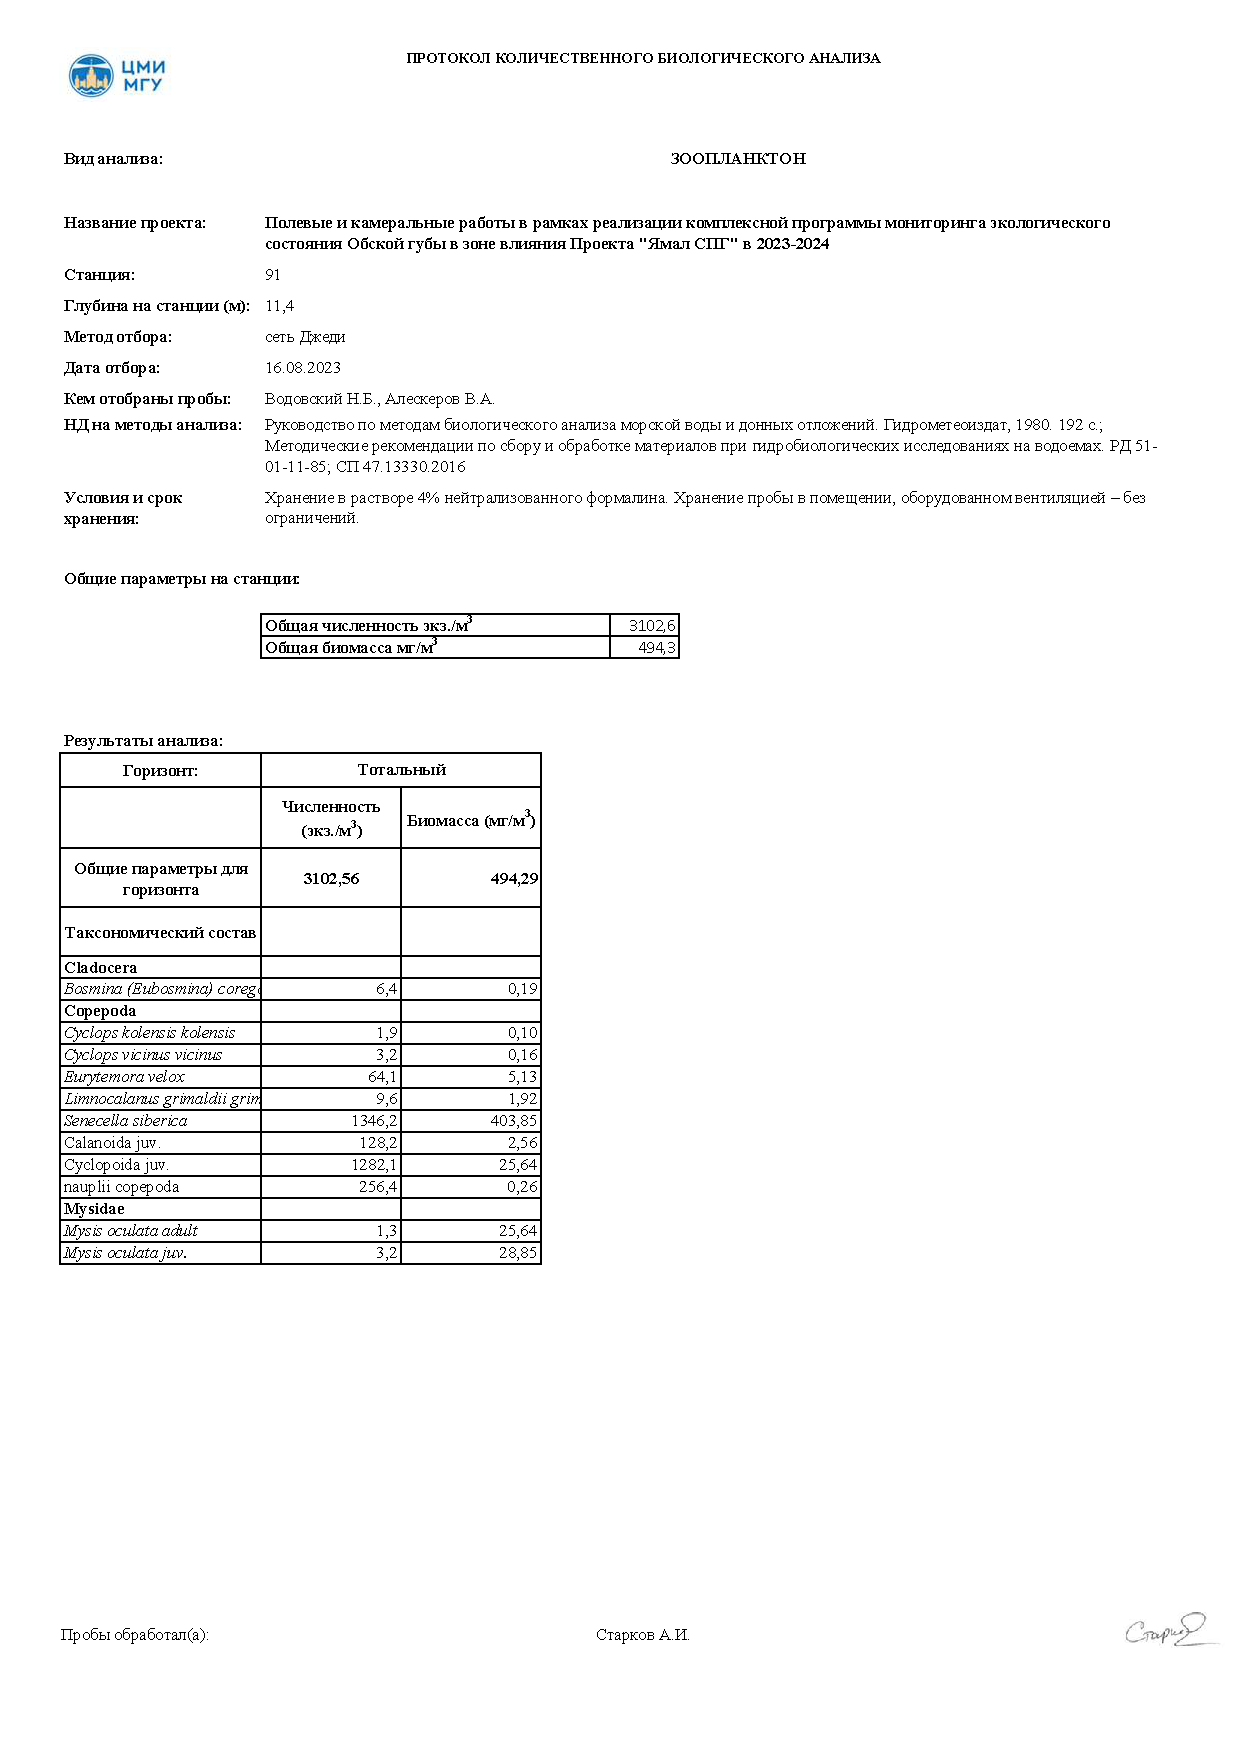 ЦМИ
МГУ
ПРОТОКОЛ КОЛИЧЕСТВЕННОГО БИОЛОГИЧЕСКОГО АНАЛИЗА
Вид анализа: ЗООПЛАНКТОН
Название проекта: Полевые и камеральные работы в рамках реализации комплексной программы мониторинга экологического
состояния Обской губы в зоне влияния Проекта "Ямал СПГ" в 2023-2024
Станция: 91
Глубина на станции (м): 11,4
Метод отбора: сеть Джеди
Дата отбора: 16.08.2023
Кем отобраны пробы: Водовский Н.Б., Алескеров В.А.
НД на методы анализа: Руководство по методам биологического анализа морской воды и донных отложений. Гидрометеоиздат, 1980. 192 с.;
Методические рекомендации по сбору и обработке материалов при гидробиологических исследованиях на водоемах. РД 51-
01-11-85; СП 47.13330.2016
Условия и срок Хранение в растворе 4% нейтрализованного формалина. Хранение пробы в помещении, оборудованном вентиляцией – без
хранения: ограничений.
Общие параметры на станции:
Общая численность экз./м³ 3102,6
Общая биомасса мг/м³ 494,3
Результаты анализа:
Горизонт: Тотальный
Численность
(экз./м³) Биомасса (мг/м³)
Общие параметры для
горизонта 3102,56 494,29
Таксономический состав
Cladocera
Bosmina (Eubosmina) corego 6,4 0,19
Copepoda
Cyclops kolensis kolensis 1,9 0,10
Cyclops vicinus vicinus 3,2 0,16
Eurytemora velox 64,1 5,13
Limnocalanus grimaldii grim 9,6 1,92
Senecella siberica 1346,2 403,85
Calanoida juv. 128,2 2,56
Cyclopoida juv. 1282,1 25,64
nauplii copepoda 256,4 0,26
Mysidae
Mysis oculata adult 1,3 25,64
Mysis oculata juv. 3,2 28,85
Пробы обработал(а): Старков А.И.